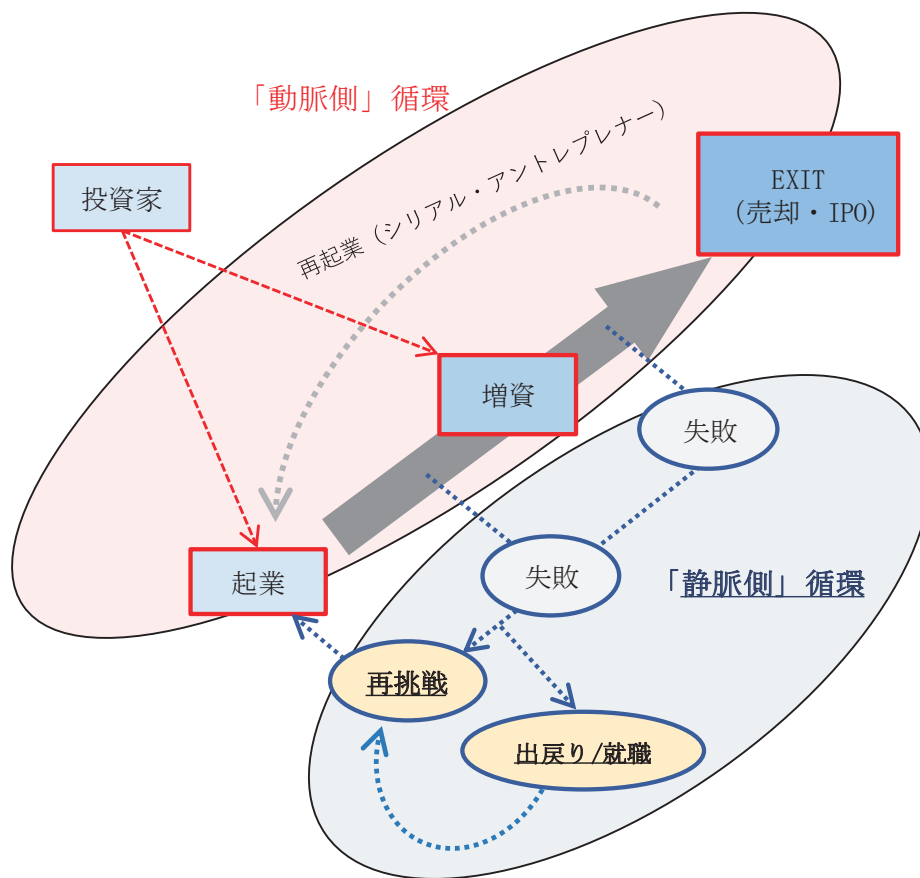 「動脈側」循環
再起業（シリアル・アントレプレナー）
投資家
EXIT
（売却・IPO）
増資
失敗
失敗
起業
「静脈側」循環
再挑戦
出戻り/就職